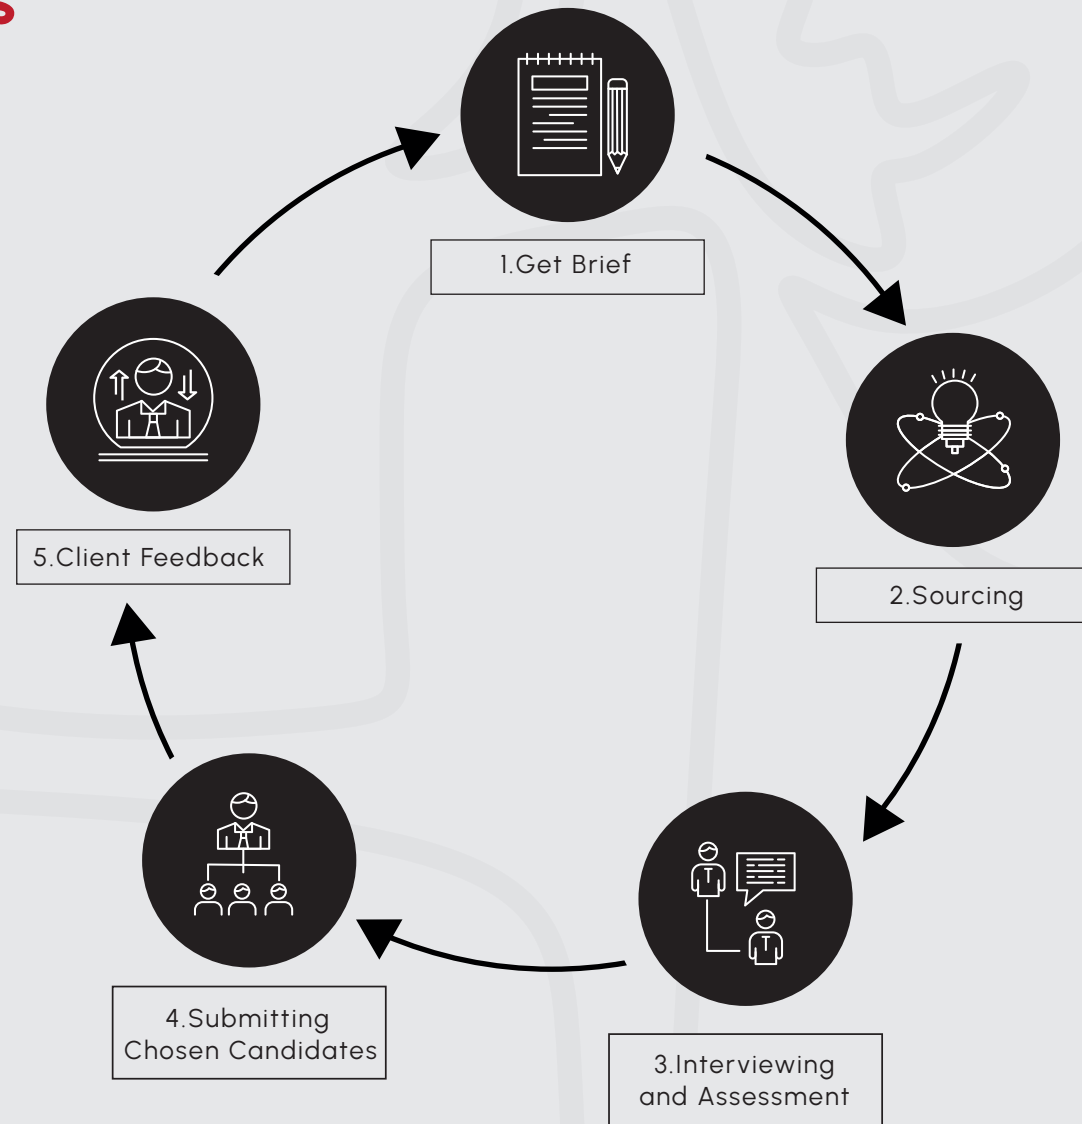 s
1.Get Brief
2.Sourcing
3.Interviewing
and Assessment
4.Submitting
Chosen Candidates
5.Client Feedback